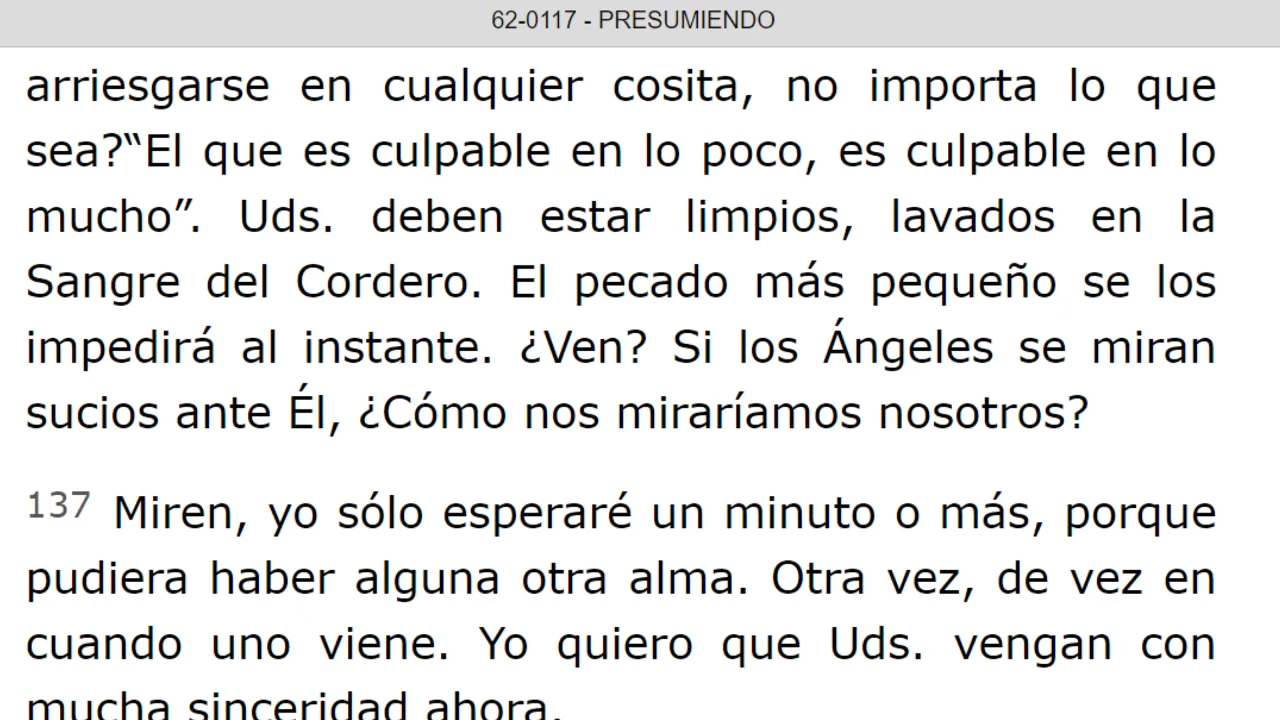 62-0117 - PRESUMIENDO
arriesgarse en cualquier cosita, no importa lo que
sea?“El que es culpable en lo poco, es culpable en lo
mucho”. Uds. deben estar limpios, lavados en la
Sangre del Cordero. El pecado más pequeño se los
impedirá al instante. ¿Ven? Si los Ángeles se miran
sucios ante Él, ¿Cómo nos miraríamos nosotros?
137 Miren, yo sólo esperaré un minuto o más, porque
pudiera haber alguna otra alma. Otra vez, de vez en
cuando uno viene. Yo quiero que Uds. vengan con
mucha sinceridad ahora.